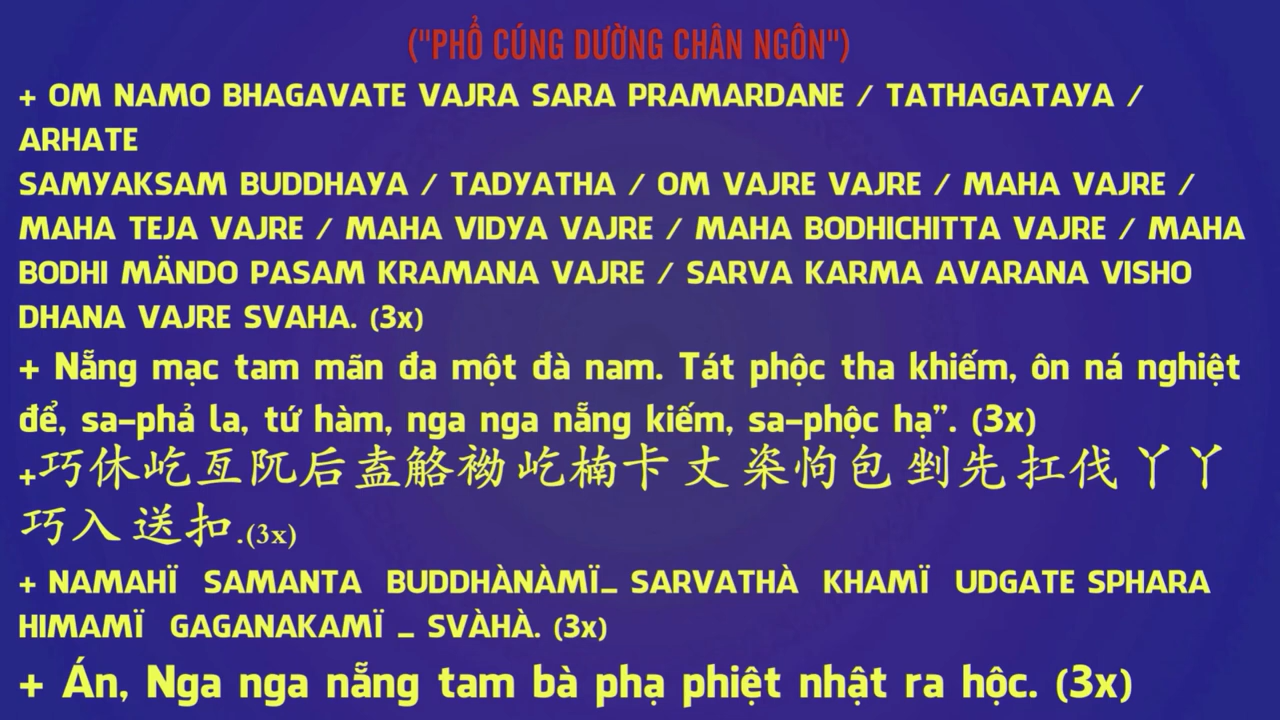 ("PHỔ CÚNG DƯỜNG CHÂN NGÔN")
+ OM NAMO BHAGAVATE VAJRA SARA PRAMARDANE / TATHAGATAYA /
ARHATE
SAMYAKSAM BUDDHAYA / TADYATHA / OM VAJRE VAJRE / MAHA VAJRE /
MAHA TEJA VAJRE / MAHA VIDYA VAJRE / MAHA BODHICHITTA VAJRE / MAHA
BODHI MÄNDO PASAM KRAMANA VAJRE / SARVA KARMA AVARANA VISHO
DHANA VAJRE SVAHA. (3x)
+ Nẵng mạc tam mãn đa một đà nam. Tát phộc tha khiếm, ôn ná nghiệt
để, sa-phả la, tứ hàm, nga nga nẵng kiếm, sa-phộc hạ”. (3x)
+巧休屹亙阢后盍觡袎屹楠卡丈粢怐包剉先扛伐丫丫
巧入送扣.(3x)
+ NAMAHÏ SAMANTA BUDDHÀNÀMÏ_ SARVATHÀ KHAMÏ UDGATE SPHARA
HIMAMÏ GAGANAKAMÏ _ SVÀHÀ. (3x)
+ Án, Nga nga nẵng tam bà phạ phiệt nhật ra hộc. (3x)